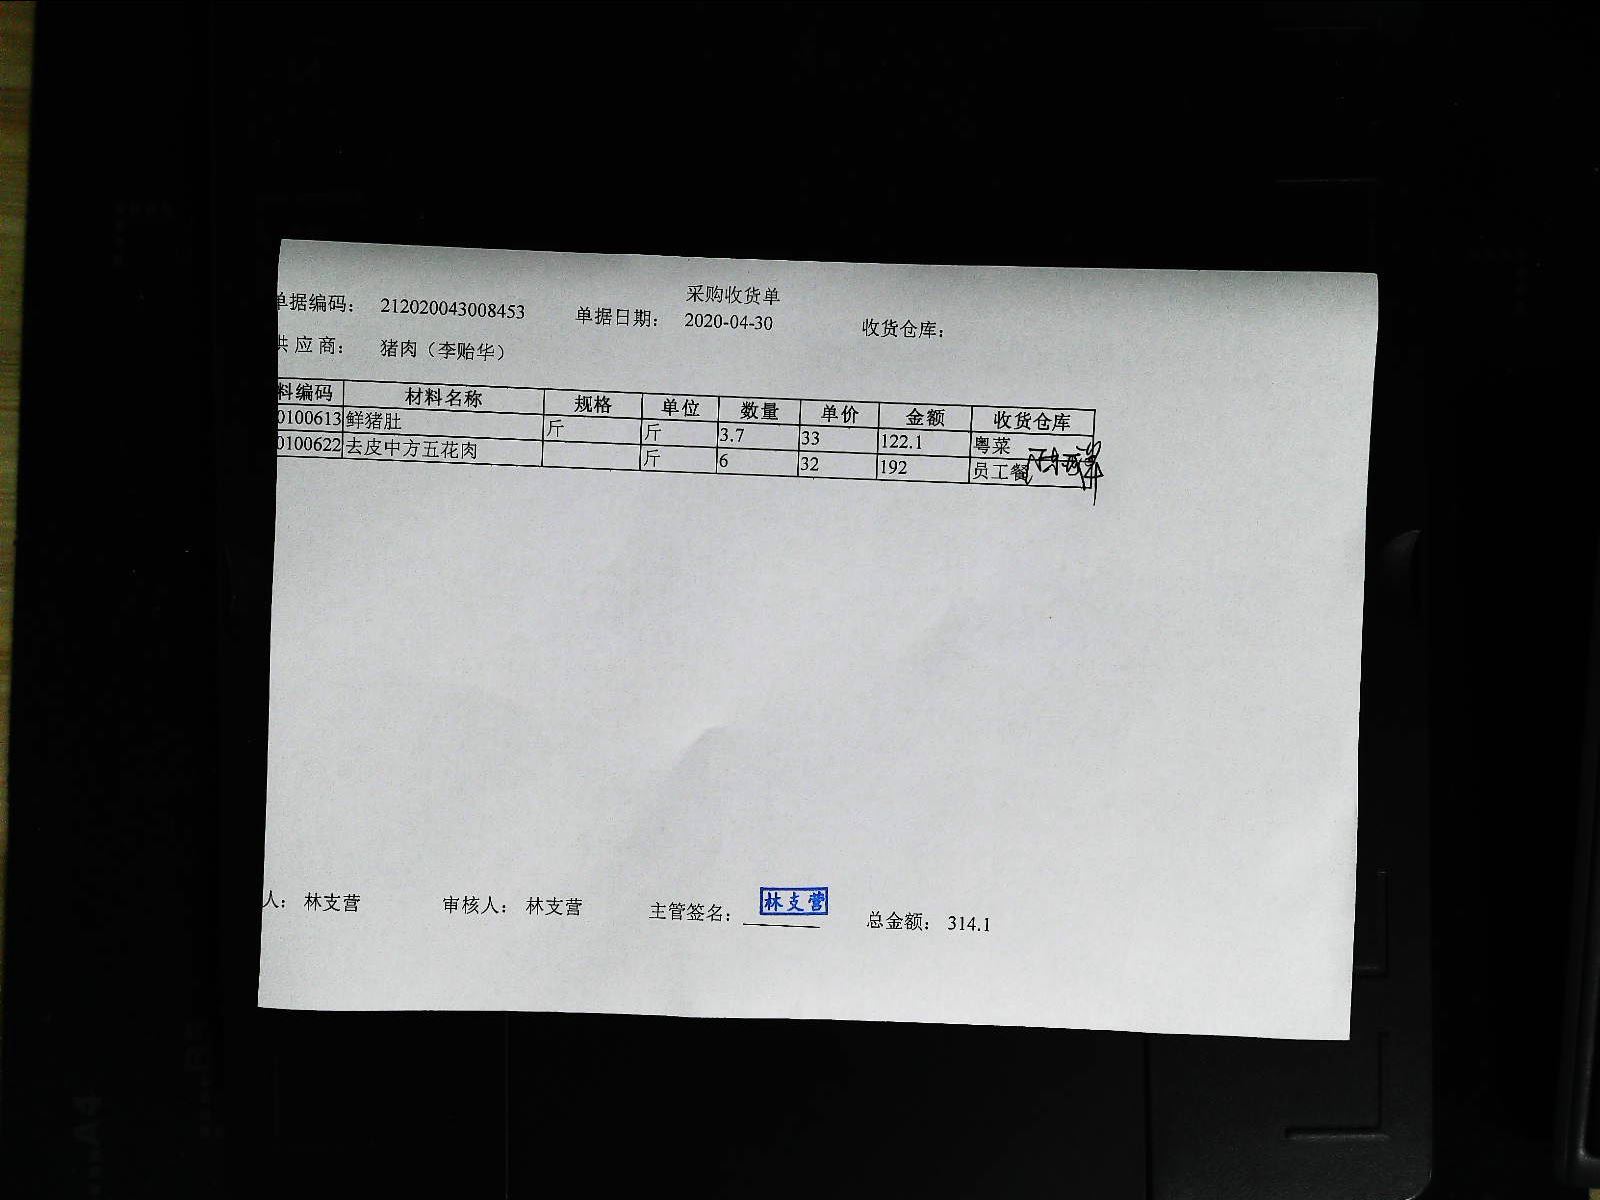 采购收货单
单据编码： 212020043008453 单据日期： 2020-04-30 收货仓库：
供应商： 猪肉（李贻华）
料编码 材料名称 规格 单位 数量 单价 金额 收货仓库
0100613 鲜猪肚 斤 斤 3.7 33 122.1 粤菜
0100622 去皮中方五花肉 斤 6 32 192 员工餐
人： 林支营 审核人： 林支营 主管签名： 林支营 总金额： 314.1